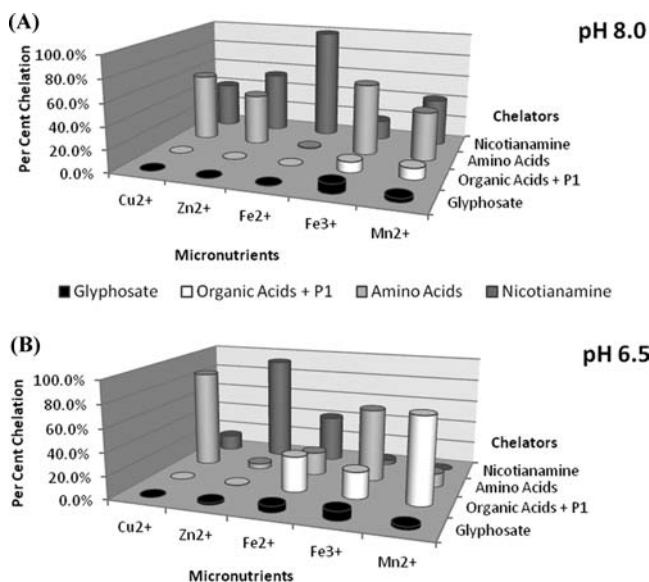 (A)
pH 8.0
100.0%
80.0%
60.0%
40.0%
20.0%
0.0%
Per Cent Chelation
Cu2+
Zn2+
Fe2+
Fe3+
Mn2+
Micronutrients
Chelators
Nicotianamine
Amino Acids
Organic Acids + P1
Glyphosate
Glyphosate Organic Acids + P1 Amino Acids Nicotianamine
(B)
pH 6.5
100.0%
80.0%
60.0%
40.0%
20.0%
0.0%
Per Cent Chelation
Cu2+
Zn2+
Fe2+
Fe3+
Mn2+
Micronutrients
Chelators
Nicotianamine
Amino Acids
Organic Acids + P1
Glyphosate